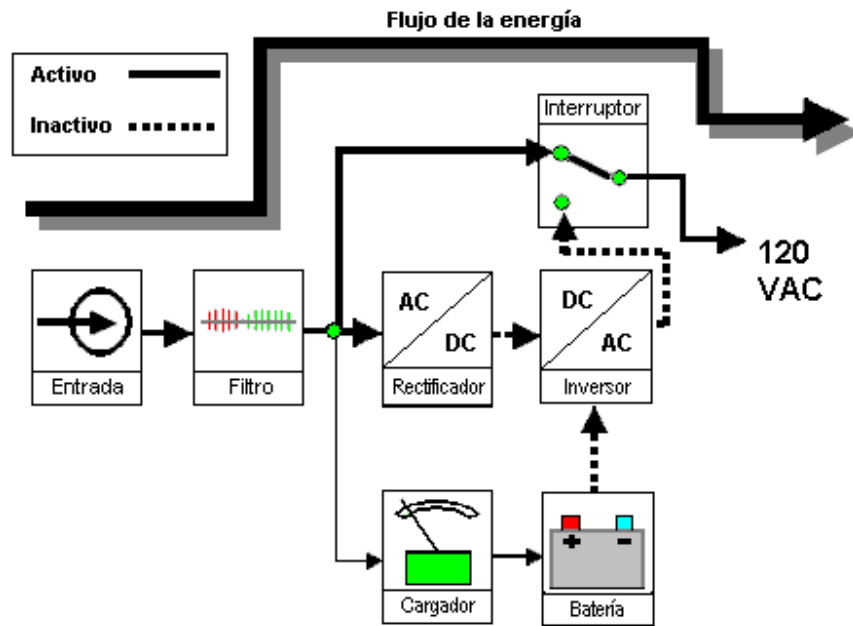 Flujo de la energía
Activo
Inactivo
Interruptor
120
VAC
AC
DC
DC
AC
Entrada
Filtro
Rectificador
Inversor
+ -
Cargador
Batería